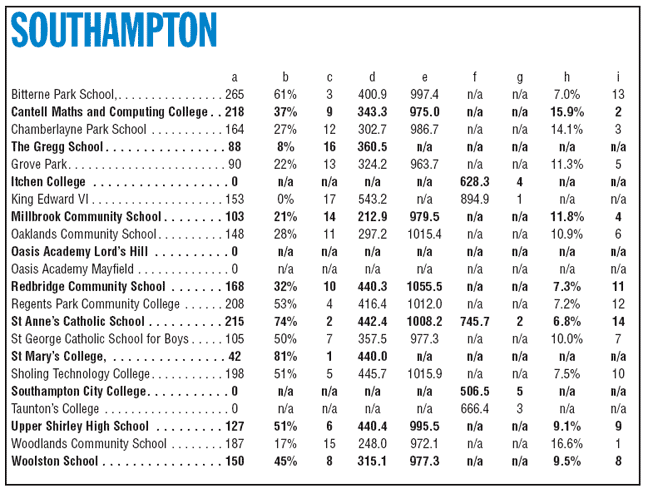 SOUTHAMPTON
a b c d e f g h i
Bitterne Park School,. . . . . . . . . . . . . . . . 265 61% 3 400.9 997.4 n/a n/a 7.0% 13
Cantell Maths and Computing College . . 218 37% 9 343.3 975.0 n/a n/a 15.9% 2
Chamberlayne Park School . . . . . . . . . . . 164 27% 12 302.7 986.7 n/a n/a 14.1% 3
The Gregg School . . . . . . . . . . . . . . . . . 88 8% 16 360.5 n/a n/a n/a n/a n/a
Grove Park. . . . . . . . . . . . . . . . . . . . . . . . 90 22% 13 324.2 963.7 n/a n/a 11.3% 5
Itchen College . . . . . . . . . . . . . . . . . . . 0 n/a n/a n/a n/a 628.3 4 n/a n/a
King Edward VI . . . . . . . . . . . . . . . . . . . . 153 0% 17 543.2 n/a 894.9 1 n/a n/a
Millbrook Community School . . . . . . . . 103 21% 14 212.9 979.5 n/a n/a 11.8% 4
Oaklands Community School . . . . . . . . . . 148 28% 11 297.2 1015.4 n/a n/a 10.9% 6
Oasis Academy Lord's Hill . . . . . . . . . . 0 n/a n/a n/a n/a n/a n/a n/a n/a
Oasis Academy Mayfield . . . . . . . . . . . . . . 0 n/a n/a n/a n/a n/a n/a n/a n/a
Redbridge Community School . . . . . . . 168 32% 10 440.3 1055.5 n/a n/a 7.3% 11
Regents Park Community College . . . . . . 208 53% 4 416.4 1012.0 n/a n/a 7.2% 12
St Anne's Catholic School . . . . . . . . . . 215 74% 2 442.4 1008.2 745.7 2 6.8% 14
St George Catholic School for Boys . . . . . 105 50% 7 357.5 977.3 n/a n/a 10.0% 7
St Mary's College, . . . . . . . . . . . . . . . . 42 81% 1 440.0 n/a n/a n/a n/a n/a
Sholing Technology College . . . . . . . . . . . 198 51% 5 445.7 1015.9 n/a n/a 7.5% 10
Southampton City College. . . . . . . . . . . 0 n/a n/a n/a n/a 506.5 5 n/a n/a
Taunton's College . . . . . . . . . . . . . . . . . . . 0 n/a n/a n/a n/a 666.4 3 n/a n/a
Upper Shirley High School . . . . . . . . . 127 51% 6 440.4 995.5 n/a n/a 9.1% 9
Woodlands Community School . . . . . . . . 187 17% 15 248.0 972.1 n/a n/a 16.6% 1
Woolston School . . . . . . . . . . . . . . . . . 150 45% 8 315.1 977.3 n/a n/a 9.5% 8